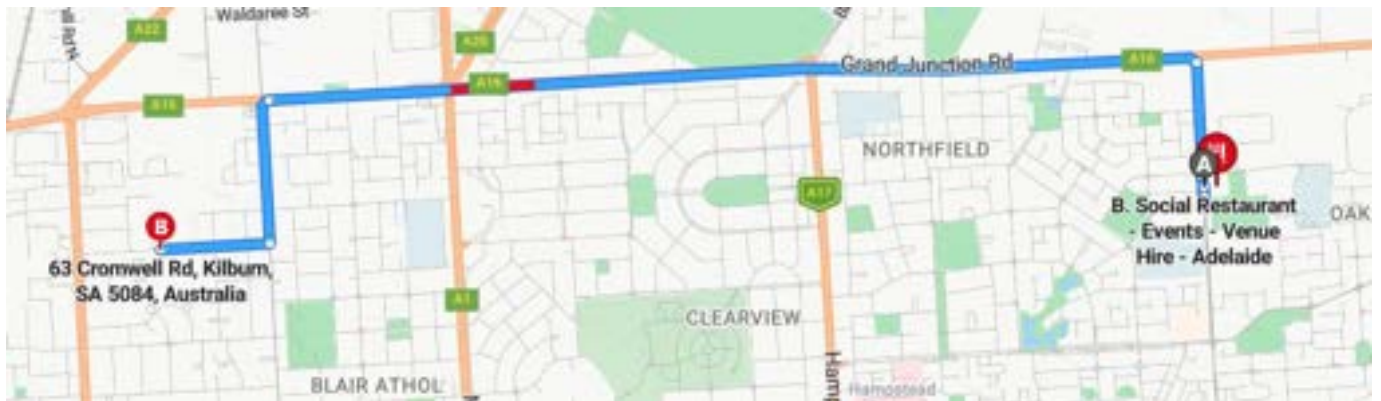 Waldaree St
A22
A20
Grand Junction Rd
A16
A16
A16
NORTHFIELD
A
A17
B. Social Restaurant
- Events - Venue
Hire - Adelaide
OAK
B
63 Cromwell Rd, Kilburn,
SA 5084, Australia
A1
CLEARVIEW
BLAIR ATHOL
Hamp
Hampstead